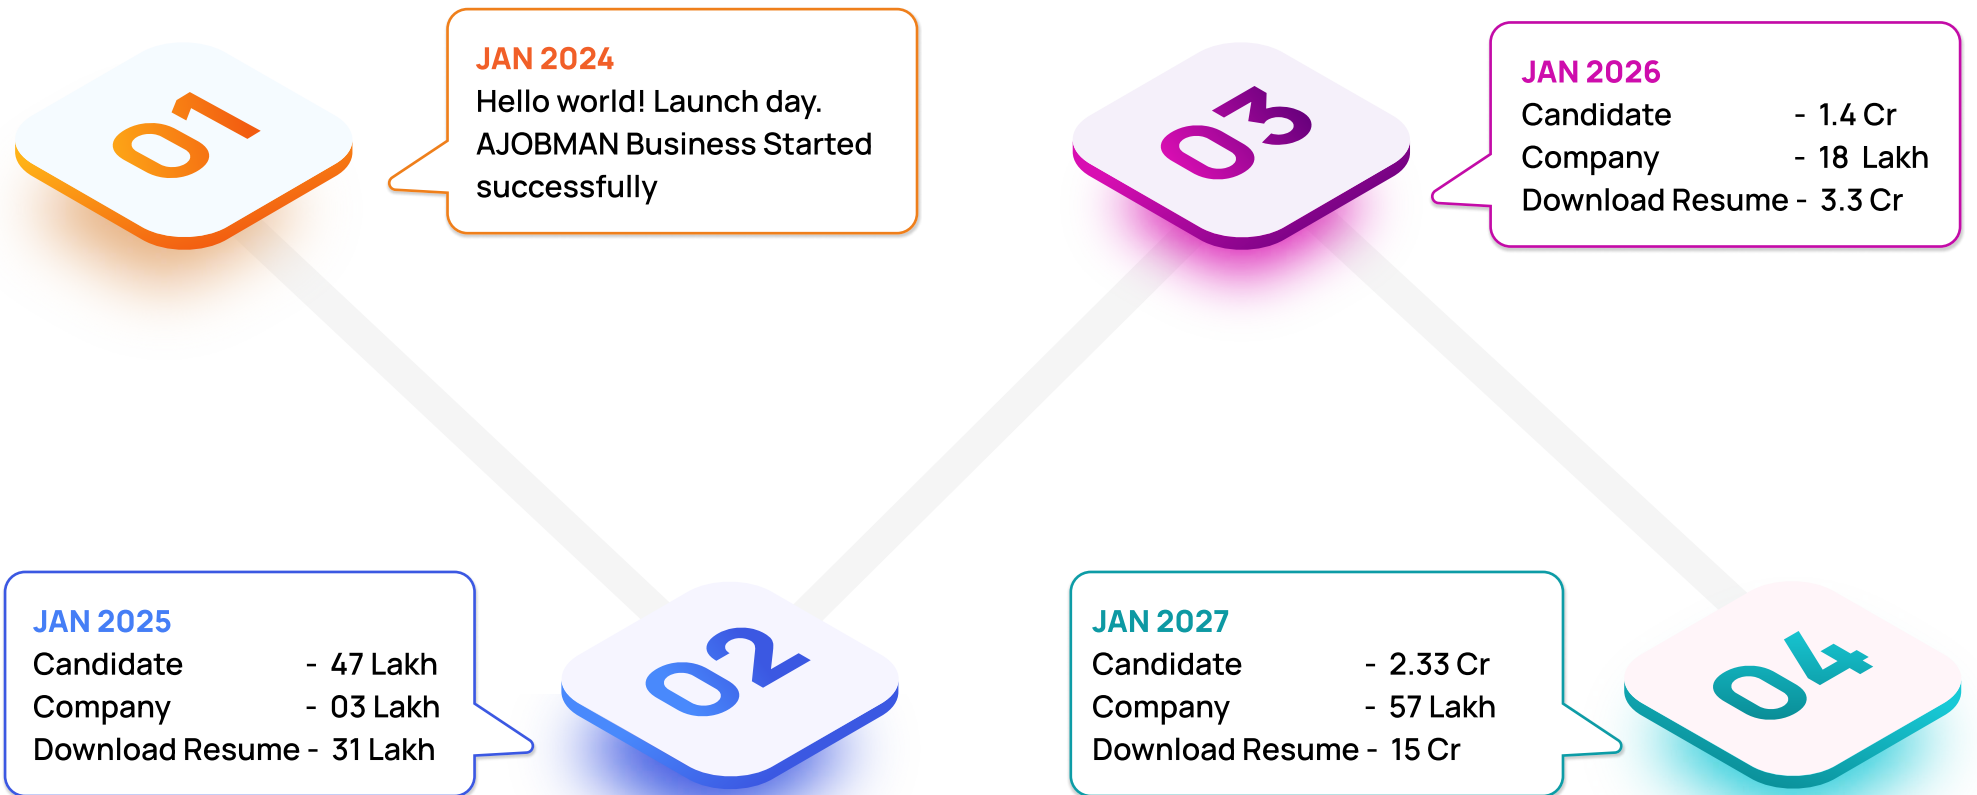 01
JAN 2024
Hello world! Launch day.
AJOBMAN Business Started
successfully
02
JAN 2025
Candidate - 47 Lakh
Company - 03 Lakh
Download Resume - 31 Lakh
03
JAN 2026
Candidate - 1.4 Cr
Company - 18 Lakh
Download Resume - 3.3 Cr
04
JAN 2027
Candidate - 2.33 Cr
Company - 57 Lakh
Download Resume - 15 Cr